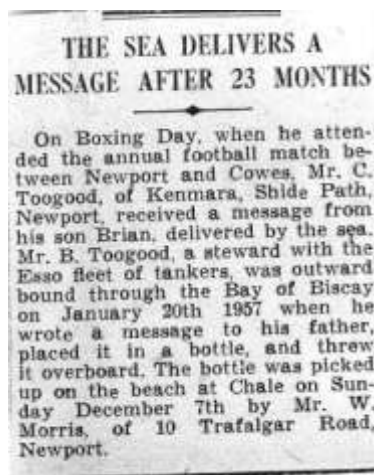 THE SEA DELIVERS A
MESSAGE AFTER 23 MONTHS
On Boxing Day, when he atten-
ded the annual football match be-
tween Newport and Cowes, Mr. C.
Toogood, of Kenmara, Shide Path,
Newport, received a message from
his son Brian, delivered by the sea.
Mr. B. Toogood, a steward with the
Esso fleet of tankers, was outward
bound through the Bay of Biscay
on January 20th 1957 when he
wrote a message to his father,
placed it in a bottle, and threw
it overboard. The bottle was picked
up on the beach at Chale on Sun-
day December 7th by Mr. W.
Morris, of 10 Trafalgar Road,
Newport.